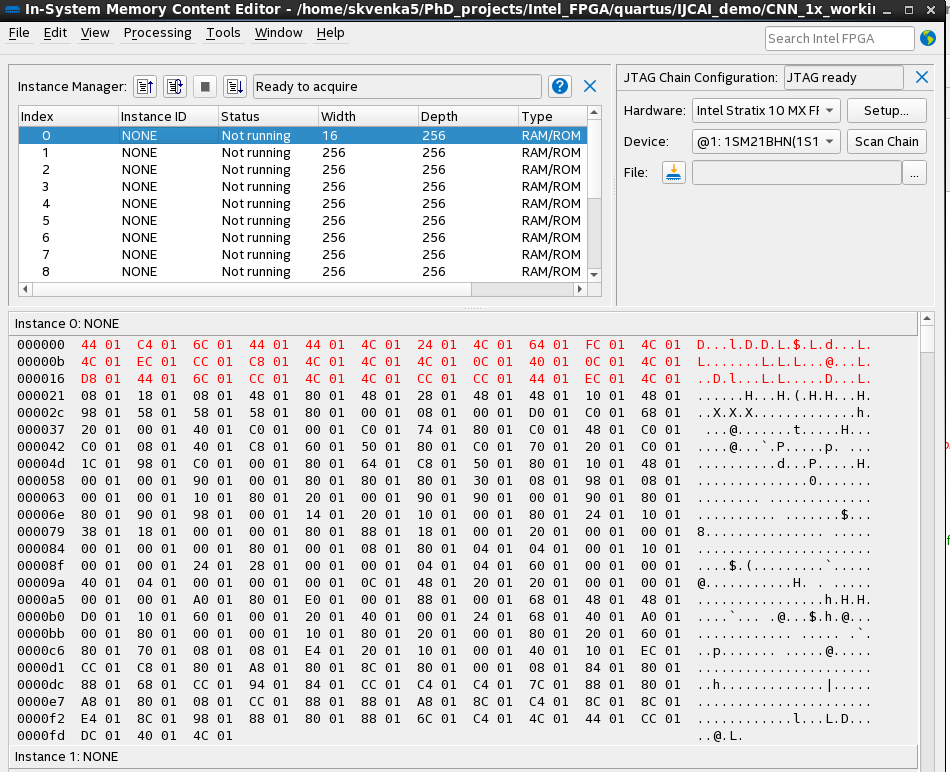 In-System Memory Content Editor - /home/skvenka5/PhD_projects/Intel_FPGA/quartus/IJCAI_demo/CNN_1x_workin
File Edit View Processing Tools Window Help
Search Intel FPGA
Instance Manager: Ready to acquire
Index Instance ID Status Width Depth Type
0 NONE Not running 16 256 RAM/ROM
1 NONE Not running 256 256 RAM/ROM
2 NONE Not running 256 256 RAM/ROM
3 NONE Not running 256 256 RAM/ROM
4 NONE Not running 256 256 RAM/ROM
5 NONE Not running 256 256 RAM/ROM
6 NONE Not running 256 256 RAM/ROM
7 NONE Not running 256 256 RAM/ROM
8 NONE Not running 256 256 RAM/ROM
JTAG Chain Configuration: JTAG ready
Hardware: Intel Stratix 10 MX FP Setup...
Device: @1: 1SM21BHN(1S1 Scan Chain
File: ...
Instance 0: NONE
000000 44 01 C4 01 6C 01 44 01 44 01 4C 01 24 01 4C 01 64 01 FC 01 4C 01 D...l.D.D.L.$.L.d...L.
00000b 4C 01 EC 01 CC 01 C8 01 4C 01 4C 01 4C 01 0C 01 40 01 0C 01 4C 01 L.......L.L.L...@...L.
000016 D8 01 44 01 6C 01 CC 01 4C 01 4C 01 CC 01 CC 01 44 01 EC 01 4C 01 ..D.l...L.L.....D...L.
000021 08 01 18 01 08 01 48 01 80 01 48 01 28 01 48 01 48 01 10 01 48 01 ......H...H.(.H.H...H.
00002c 98 01 58 01 58 01 58 01 80 01 00 01 08 01 00 01 D0 01 C0 01 68 01 ..X.X.X.............h.
000037 20 01 00 01 40 01 C0 01 00 01 C0 01 74 01 80 01 C0 01 48 01 C0 01  ...@.......t.....H...
000042 C0 01 08 01 40 01 C8 01 60 01 50 01 80 01 C0 01 70 01 20 01 C0 01 ....@...`.P.....p. ...
00004d 1C 01 98 01 C0 01 00 01 80 01 64 01 C8 01 50 01 80 01 10 01 48 01 ..........d...P.....H.
000058 00 01 00 01 90 01 00 01 80 01 80 01 80 01 30 01 08 01 98 01 08 01 ..............0.......
000063 00 01 00 01 10 01 80 01 20 01 00 01 90 01 90 01 00 01 90 01 80 01 ........ .............
00006e 80 01 90 01 98 01 00 01 14 01 20 01 10 01 00 01 80 01 24 01 10 01 .......... .......$...
000079 38 01 18 01 00 01 00 01 80 01 88 01 18 01 00 01 20 01 00 01 00 01 8............... .....
000084 00 01 00 01 00 01 80 01 00 01 08 01 80 01 04 01 04 01 00 01 10 01 ......................
00008f 00 01 00 01 24 01 28 01 00 01 00 01 04 01 04 01 60 01 00 01 00 01 ....$.(.........`.....
00009a 40 01 04 01 00 01 00 01 00 01 0C 01 48 01 20 01 20 01 00 01 00 01 @...........H. . .....
0000a5 00 01 00 01 A0 01 80 01 E0 01 00 01 88 01 00 01 68 01 48 01 48 01 ................h.H.H.
0000b0 D0 01 10 01 60 01 00 01 20 01 40 01 00 01 24 01 68 01 40 01 A0 01 ....`... .@...$.h.@...
0000bb 00 01 80 01 00 01 00 01 10 01 80 01 20 01 00 01 80 01 20 01 60 01 ............ ..... .`.
0000c6 80 01 70 01 08 01 08 01 E4 01 20 01 10 01 00 01 40 01 10 01 EC 01 ..p....... .....@.....
0000d1 CC 01 C8 01 80 01 A8 01 80 01 8C 01 80 01 00 01 08 01 84 01 80 01 ......................
0000dc 88 01 68 01 CC 01 94 01 84 01 CC 01 C4 01 C4 01 7C 01 88 01 80 01 ..h.............|.....
0000e7 A8 01 80 01 08 01 CC 01 88 01 88 01 A8 01 8C 01 C4 01 8C 01 8C 01 ......................
0000f2 E4 01 8C 01 98 01 88 01 80 01 88 01 6C 01 C4 01 4C 01 44 01 CC 01 ............l...L.D...
0000fd DC 01 40 01 4C 01 ..@.L.
Instance 1: NONE